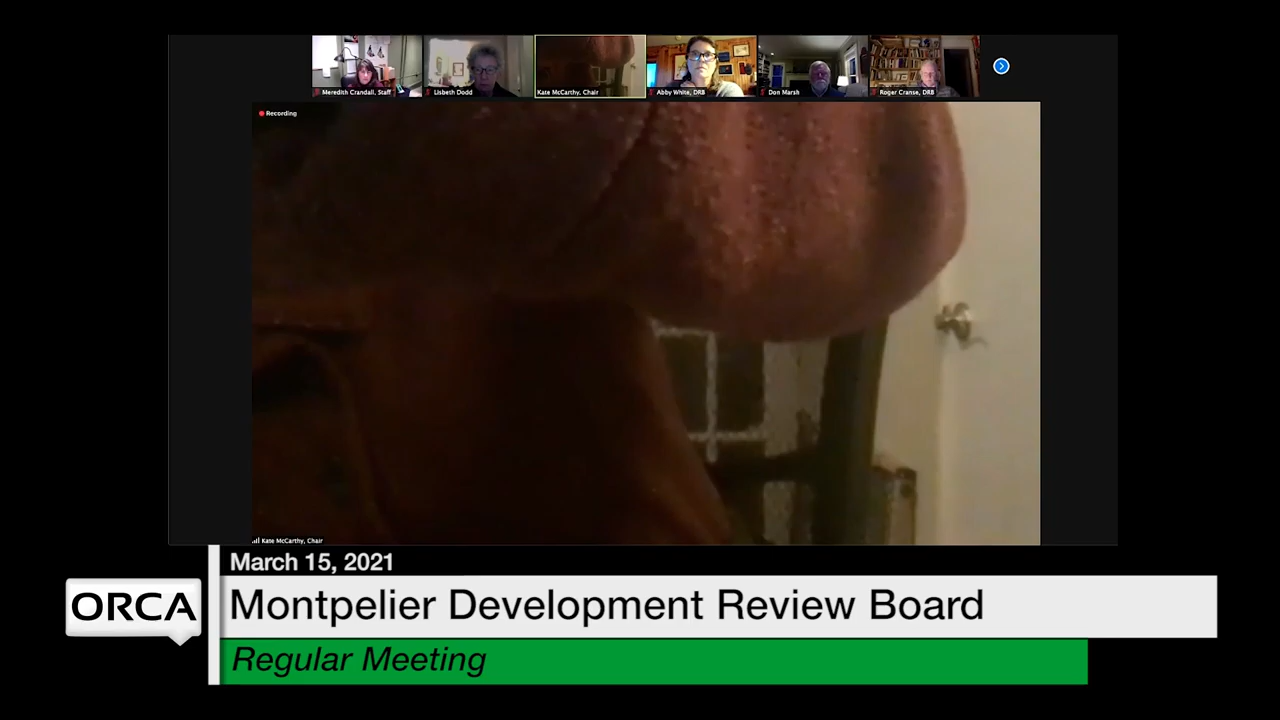 Meredith Crandall, Staff
Lisbeth Dodd
Kate McCarthy, Chair
Abby White, DRB
Don Marsh
Roger Cranse, DRB
Recording
Kate McCarthy, Chair
March 15, 2021
ORCA
Montpelier Development Review Board
Regular Meeting